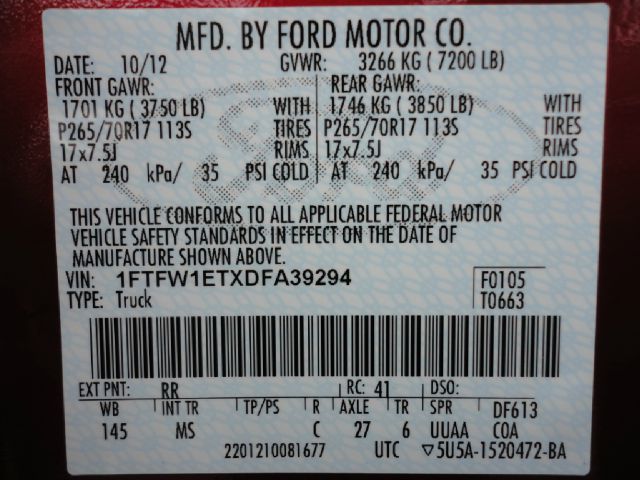 MFD. BY FORD MOTOR CO.
DATE: 10/12 GVWR: 3266 KG ( 7200 LB)
FRONT GAWR: REAR GAWR:
1701 KG ( 3750 LB) WITH 1746 KG ( 3850 LB) WITH
P265/70R17 113S TIRES P265/70R17 113S TIRES
17x7.5J RIMS 17x7.5J RIMS
AT 240 kPa/ 35 PSI COLD AT 240 kPa/ 35 PSI COLD
THIS VEHICLE CONFORMS TO ALL APPLICABLE FEDERAL MOTOR
VEHICLE SAFETY STANDARDS IN EFFECT ON THE DATE OF
MANUFACTURE SHOWN ABOVE.
VIN: 1FTFW1ETXDFA39294 F0105
TYPE: Truck T0663
EXT PNT: RR RC: 41 DSO:
WB INT TR TP/PS R AXLE TR SPR DF613
145 MS C 27 6 UUAA COA
2201210081677 UTC ▽5U5A-1520472-BA